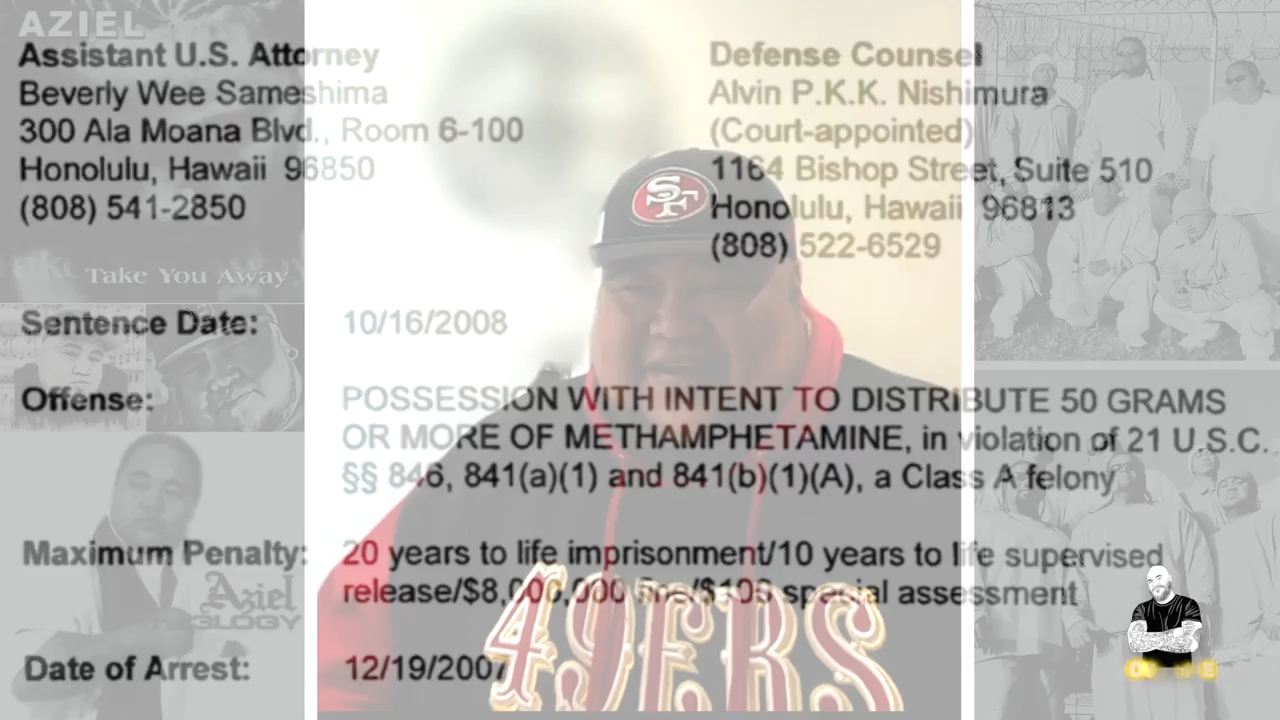 AZIEL
Assistant U.S. Attorney
Beverly Wee Sameshima
300 Ala Moana Blvd., Room 6-100
Honolulu, Hawaii 96850
(808) 541-2850
Defense Counsel
Alvin P.K.K. Nishimura
(Court-appointed)
1164 Bishop Street, Suite 510
Honolulu, Hawaii 96813
(808) 522-6529
SF
Take You Away
Sentence Date: 10/16/2008
Offense: POSSESSION WITH INTENT TO DISTRIBUTE 50 GRAMS
OR MORE OF METHAMPHETAMINE, in violation of 21 U.S.C.
§§ 846, 841(a)(1) and 841(b)(1)(A), a Class A felony
Maximum Penalty: 20 years to life imprisonment/10 years to life supervised
release/$8,000,000 fine/$100 special assessment
Aziel
3LOGY
Date of Arrest: 12/19/2007
49ERS